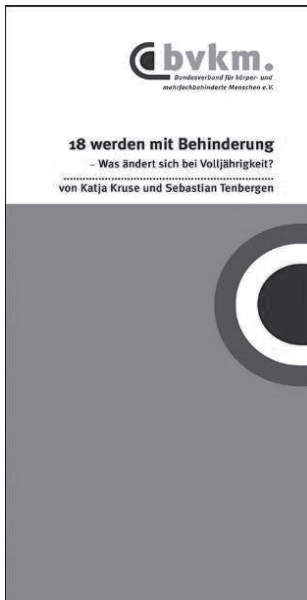 bvkm.
Bundesverband für körper- und
mehrfachbehinderte Menschen e.V.
18 werden mit Behinderung
– Was ändert sich bei Volljährigkeit?
von Katja Kruse und Sebastian Tenbergen